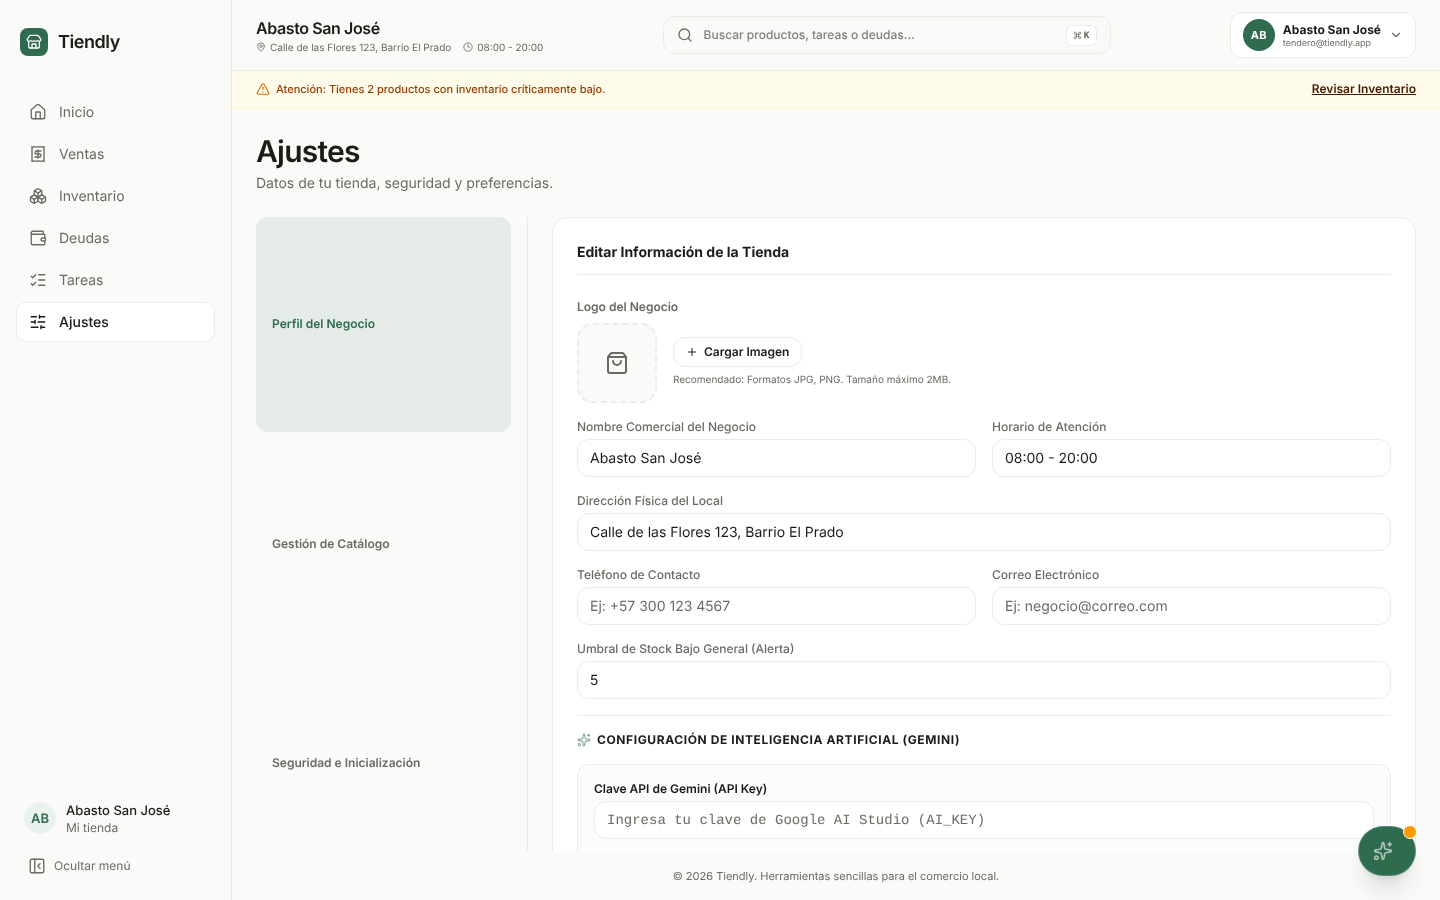 Tiendly
Inicio
Ventas
Inventario
Deudas
Tareas
Ajustes
AB
Abasto San José
Mi tienda
Ocultar menú
Abasto San José
Calle de las Flores 123, Barrio El Prado
08:00 - 20:00
Buscar productos, tareas o deudas...
⌘K
AB
Abasto San José
tendero@tiendly.app
Atención: Tienes 2 productos con inventario críticamente bajo.
Revisar Inventario
Ajustes
Datos de tu tienda, seguridad y preferencias.
Perfil del Negocio
Gestión de Catálogo
Seguridad e Inicialización
Editar Información de la Tienda
Logo del Negocio
+ Cargar Imagen
Recomendado: Formatos JPG, PNG. Tamaño máximo 2MB.
Nombre Comercial del Negocio
Abasto San José
Horario de Atención
08:00 - 20:00
Dirección Física del Local
Calle de las Flores 123, Barrio El Prado
Teléfono de Contacto
Ej: +57 300 123 4567
Correo Electrónico
Ej: negocio@correo.com
Umbral de Stock Bajo General (Alerta)
5
CONFIGURACIÓN DE INTELIGENCIA ARTIFICIAL (GEMINI)
Clave API de Gemini (API Key)
Ingresa tu clave de Google AI Studio (AI_KEY)
© 2026 Tiendly. Herramientas sencillas para el comercio local.